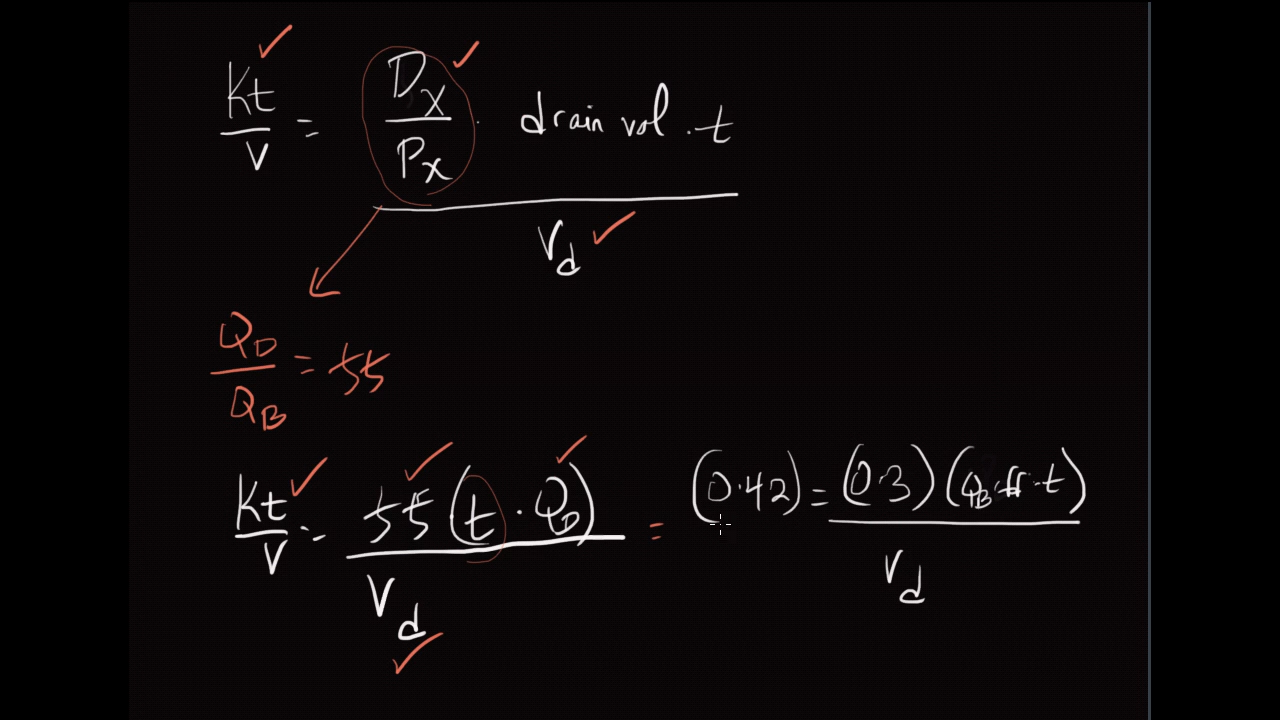 Kt/V = Dx/Px · drain vol · t / Vd
QD/QB = 55
Kt/V = 55 (t · QD) / Vd = (0.42) = (0.3) (QB t) / Vd